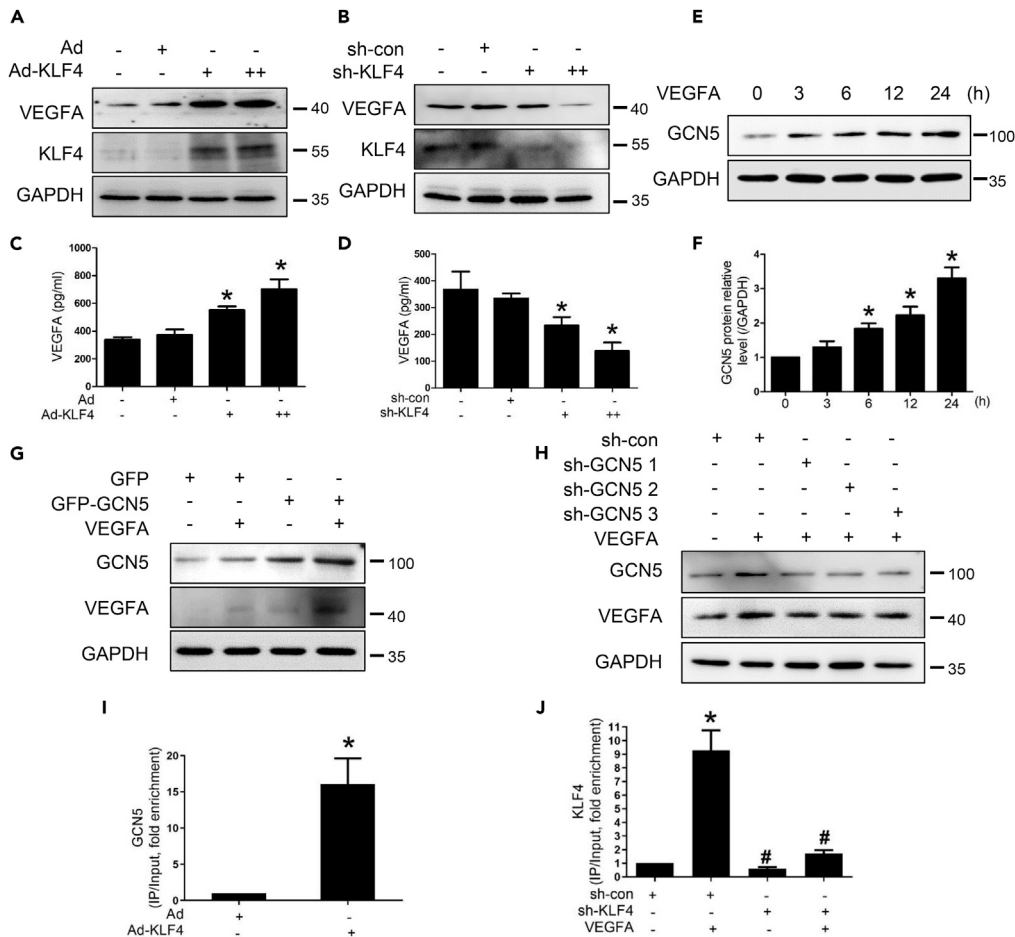 A
Ad - + - -
Ad-KLF4 - - + ++
VEGFA 40
KLF4 55
GAPDH 35
B
sh-con - + - -
sh-KLF4 - - + ++
VEGFA 40
KLF4 55
GAPDH 35
E
VEGFA 0 3 6 12 24 (h)
GCN5 100
GAPDH 35
C
VEGFA (pg/ml)
1000
800
600
400
200
0
* *
Ad - + - -
Ad-KLF4 - - + ++
D
VEGFA (pg/ml)
500
400
300
200
100
0
* *
sh-con - + - -
sh-KLF4 - - + ++
F
GCN5 protein relative
level (/GAPDH)
4
3
2
1
0
* * *
0 3 6 12 24 (h)
G
GFP + + - -
GFP-GCN5 - - + +
VEGFA - + - +
GCN5 100
VEGFA 40
GAPDH 35
H
sh-con + + - - -
sh-GCN5 1 - - + - -
sh-GCN5 2 - - - + -
sh-GCN5 3 - - - - +
VEGFA - + + + +
GCN5 100
VEGFA 40
GAPDH 35
I
GCN5
(IP/Input, fold enrichment)
20
15
10
5
0
*
Ad + -
Ad-KLF4 - +
J
KLF4
(IP/Input, fold enrichment)
11
10
9
8
7
6
5
4
3
2
1
0
* # #
sh-con + + - -
sh-KLF4 - - + +
VEGFA - + - +